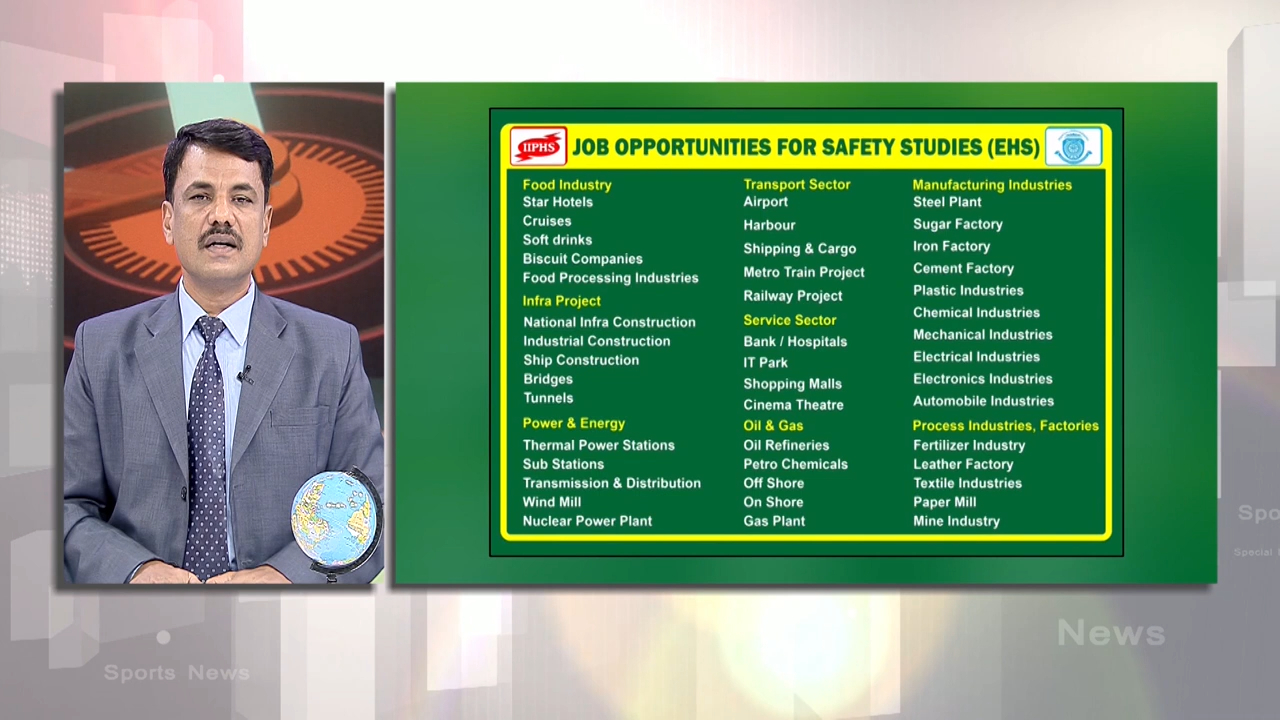 IIPHS
JOB OPPORTUNITIES FOR SAFETY STUDIES (EHS)
Food Industry
Star Hotels
Cruises
Soft drinks
Biscuit Companies
Food Processing Industries
Infra Project
National Infra Construction
Industrial Construction
Ship Construction
Bridges
Tunnels
Power & Energy
Thermal Power Stations
Sub Stations
Transmission & Distribution
Wind Mill
Nuclear Power Plant
Transport Sector
Airport
Harbour
Shipping & Cargo
Metro Train Project
Railway Project
Service Sector
Bank / Hospitals
IT Park
Shopping Malls
Cinema Theatre
Oil & Gas
Oil Refineries
Petro Chemicals
Off Shore
On Shore
Gas Plant
Manufacturing Industries
Steel Plant
Sugar Factory
Iron Factory
Cement Factory
Plastic Industries
Chemical Industries
Mechanical Industries
Electrical Industries
Electronics Industries
Automobile Industries
Process Industries, Factories
Fertilizer Industry
Leather Factory
Textile Industries
Paper Mill
Mine Industry
Spo
Special
News
Sports News